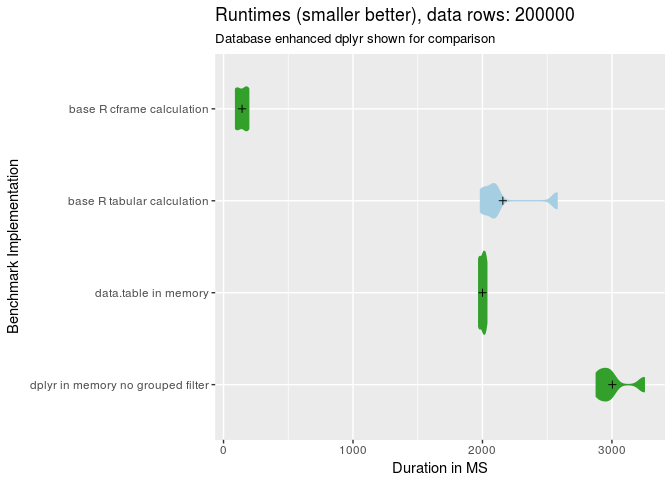 Runtimes (smaller better), data rows: 200000
Database enhanced dplyr shown for comparison
Benchmark Implementation
base R cframe calculation
base R tabular calculation
data.table in memory
dplyr in memory no grouped filter
0 1000 2000 3000
Duration in MS